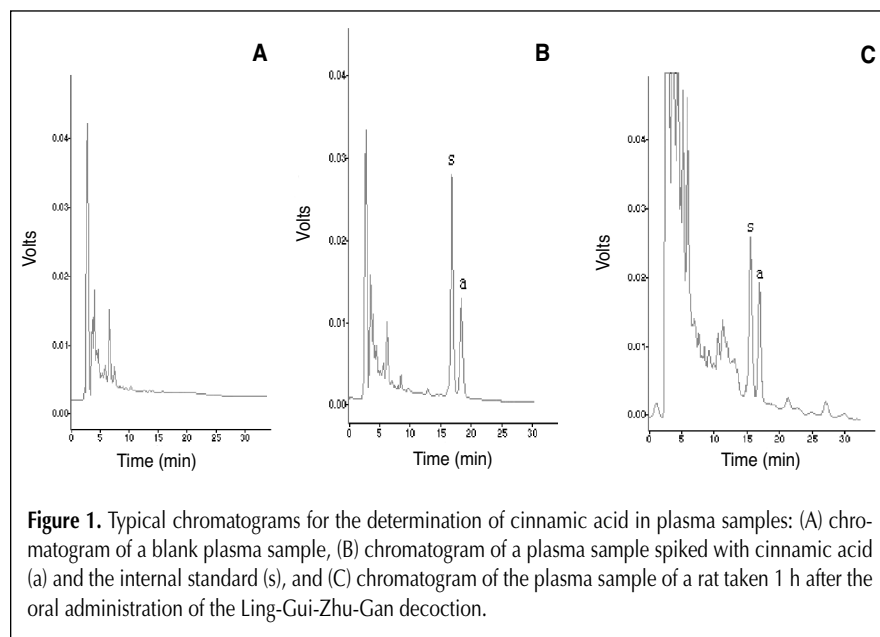 A
B
C
0.04
0.03
0.02
0.01
0.00
Volts
0 5 10 15 20 25 30
Time (min)
0.04
0.03
0.02
0.01
0.00
Volts
s
a
0 5 10 15 20 25 30
Time (min)
0.04
0.03
0.02
0.01
0.00
Volts
s
a
0 5 10 15 20 25 30
Time (min)
Figure 1. Typical chromatograms for the determination of cinnamic acid in plasma samples: (A) chro-
matogram of a blank plasma sample, (B) chromatogram of a plasma sample spiked with cinnamic acid
(a) and the internal standard (s), and (C) chromatogram of the plasma sample of a rat taken 1 h after the
oral administration of the Ling-Gui-Zhu-Gan decoction.